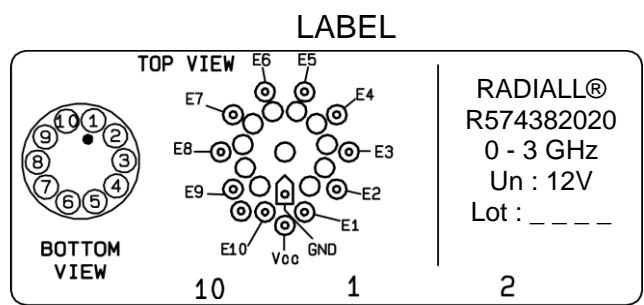 LABEL
TOP VIEW
E6
E5
E7
E4
E8
E3
E9
E2
E10
Vcc
GND
E1
10
1
9
2
8
3
7
4
6
5
BOTTOM
VIEW
10
1
2
RADIALL®
R574382020
0 - 3 GHz
Un : 12V
Lot : _ _ _ _